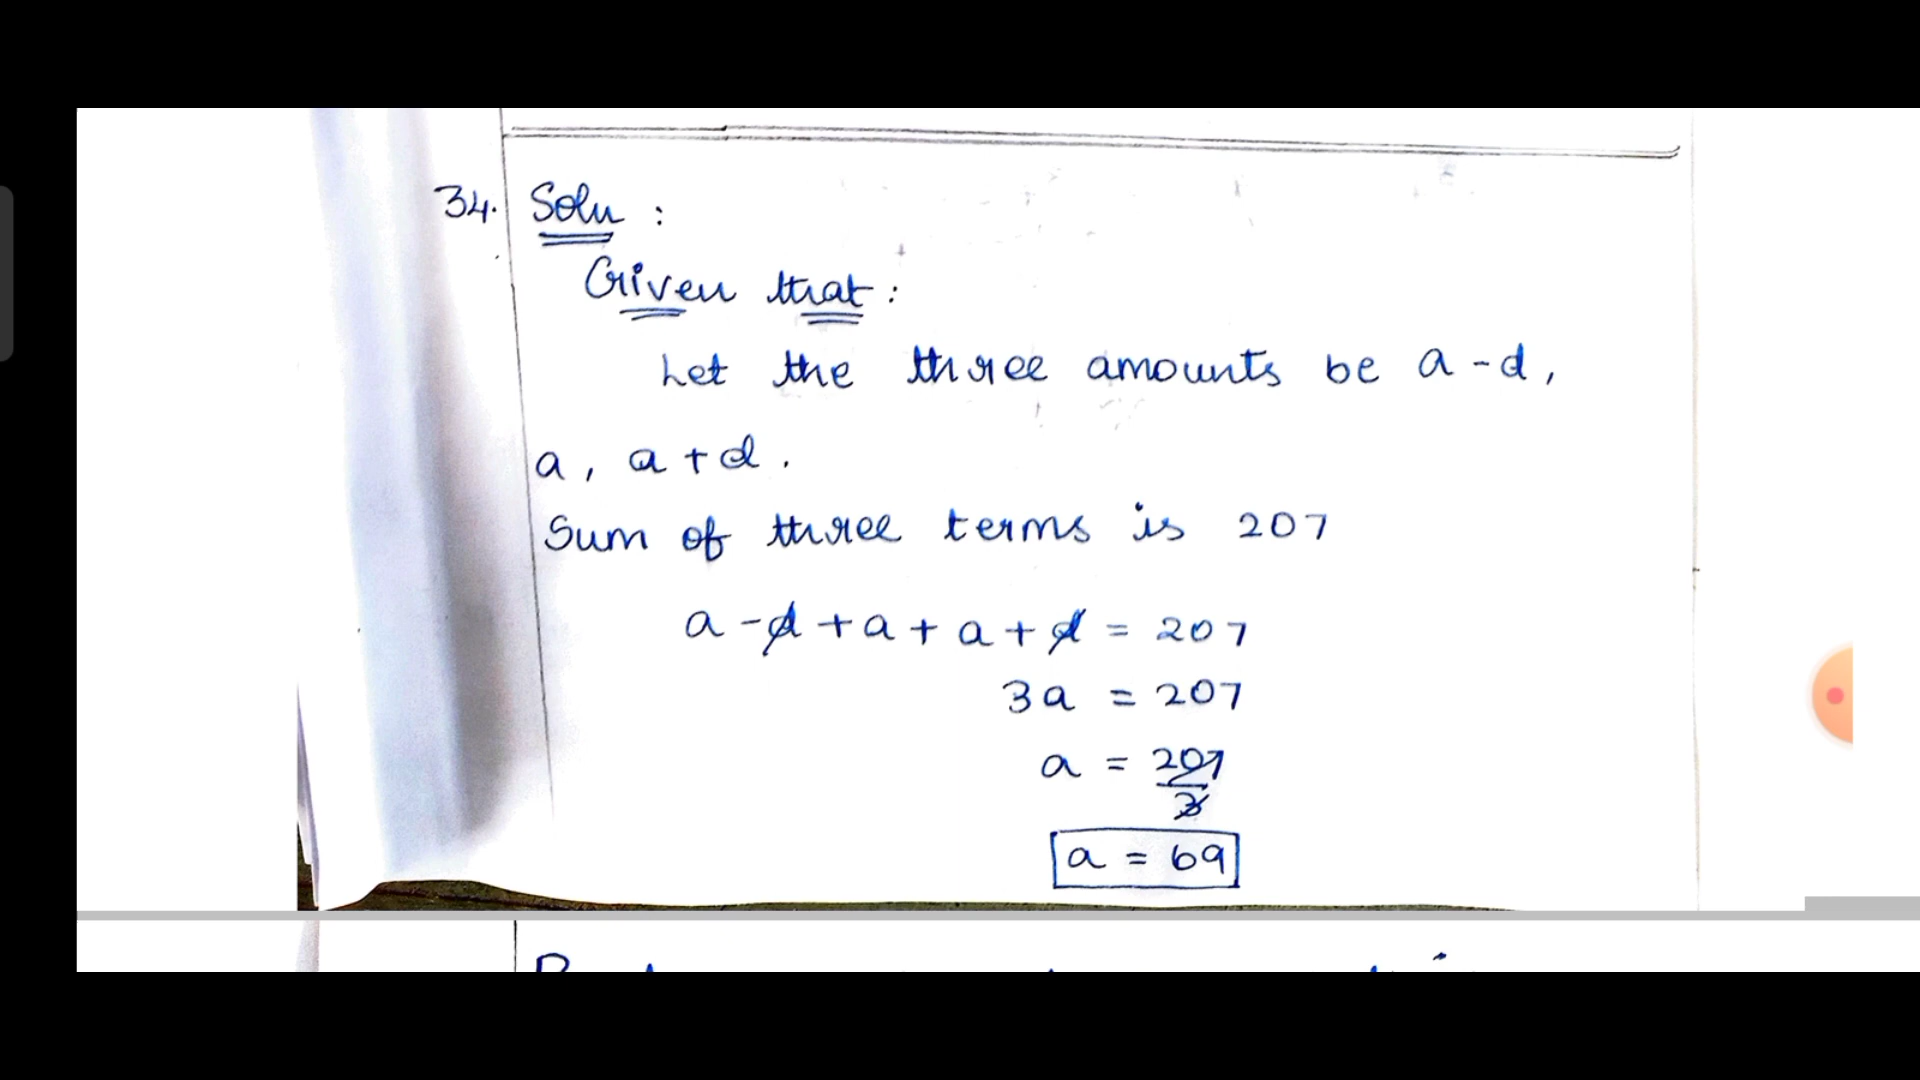 34. Solu :
Given that :
Let the three amounts be a - d,
a, a + d.
Sum of three terms is 207
a - d + a + a + d = 207
3a = 207
a = 207/3
a = 69